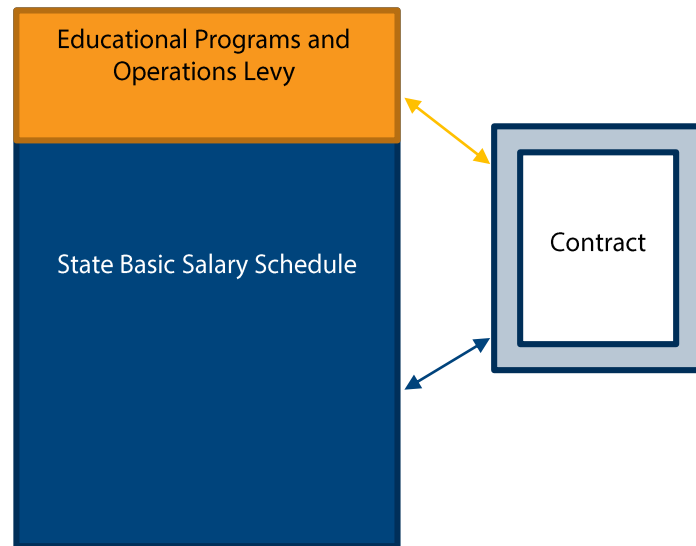 Educational Programs and
Operations Levy
State Basic Salary Schedule
Contract